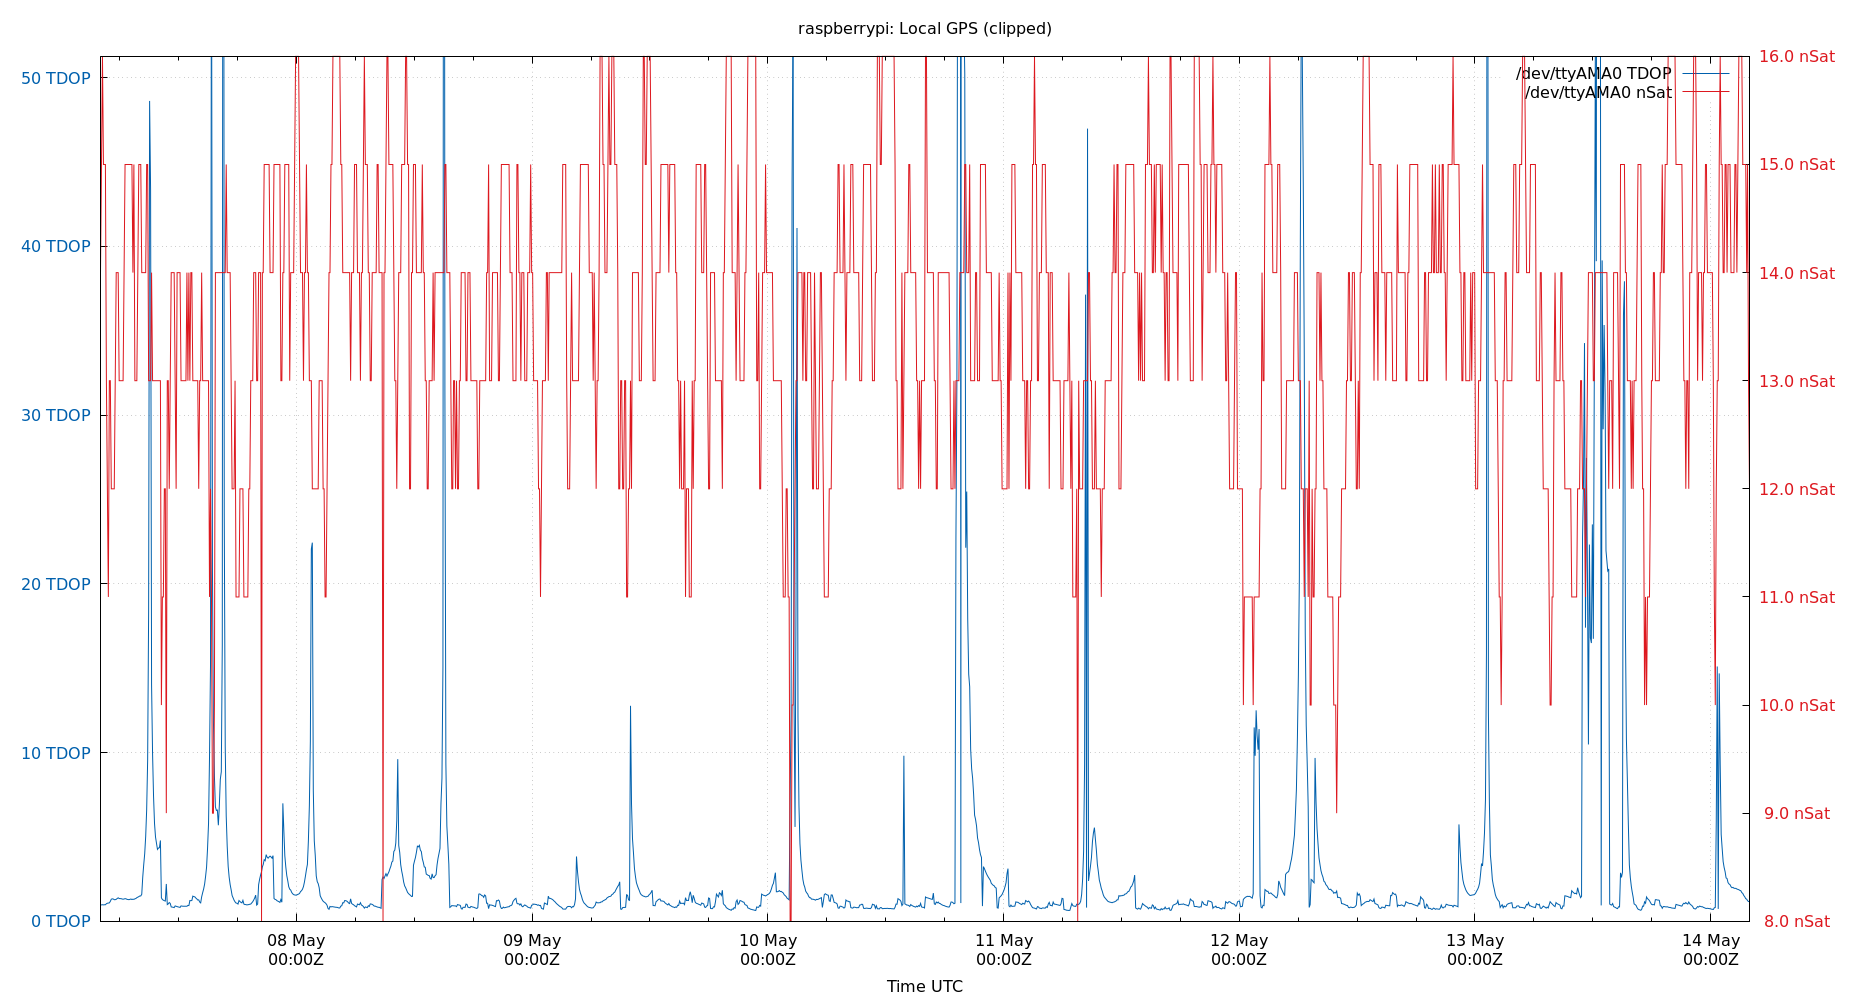 raspberrypi: Local GPS (clipped)
/dev/ttyAMA0 TDOP
/dev/ttyAMA0 nSat
50 TDOP
40 TDOP
30 TDOP
20 TDOP
10 TDOP
0 TDOP
16.0 nSat
15.0 nSat
14.0 nSat
13.0 nSat
12.0 nSat
11.0 nSat
10.0 nSat
9.0 nSat
8.0 nSat
08 May 09 May 10 May 11 May 12 May 13 May 14 May
00:00Z 00:00Z 00:00Z 00:00Z 00:00Z 00:00Z 00:00Z
Time UTC